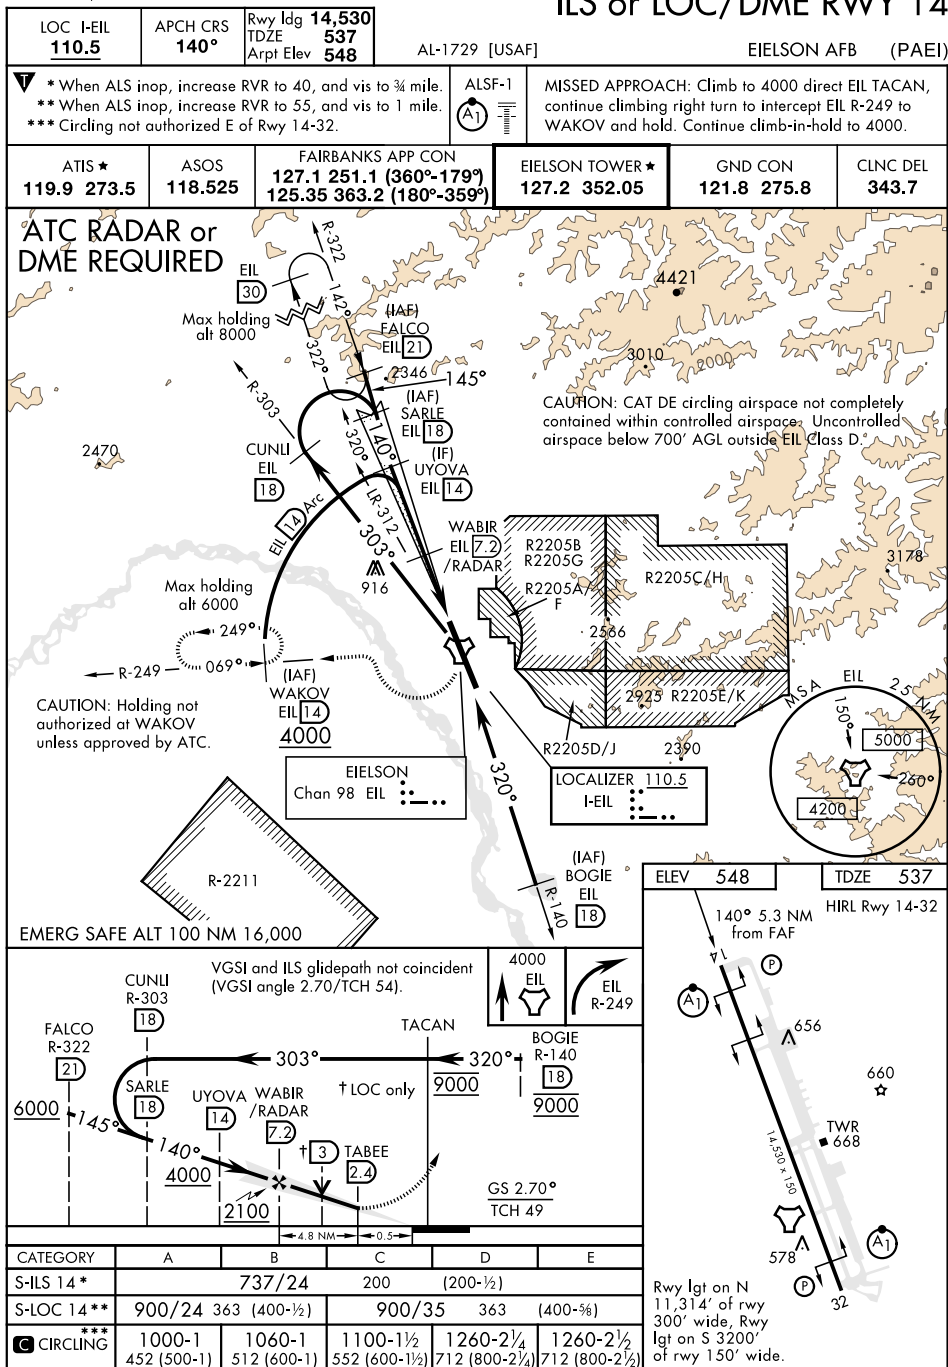 ILS or LOC/DME RWY 14
LOC I-EIL
110.5
APCH CRS
140°
Rwy ldg 14,530
TDZE 537
Arpt Elev 548
AL-1729 [USAF]
EIELSON AFB (PAEI)
T
* When ALS inop, increase RVR to 40, and vis to ¾ mile.
** When ALS inop, increase RVR to 55, and vis to 1 mile.
*** Circling not authorized E of Rwy 14-32.
ALSF-1
A1
MISSED APPROACH: Climb to 4000 direct EIL TACAN,
continue climbing right turn to intercept EIL R-249 to
WAKOV and hold. Continue climb-in-hold to 4000.
ATIS ★
119.9 273.5
ASOS
118.525
FAIRBANKS APP CON
127.1 251.1 (360°-179°)
125.35 363.2 (180°-359°)
EIELSON TOWER ★
127.2 352.05
GND CON
121.8 275.8
CLNC DEL
343.7
ATC RADAR or
DME REQUIRED
R-322
EIL
30
142°
322°
Max holding
alt 8000
(IAF)
FALCO
EIL 21
2346
145°
(IAF)
SARLE
EIL 18
140°
320°
(IF)
UYOVA
EIL 14
R-303
CUNLI
EIL
18
2470
EIL 14 Arc
LR-312
303°
916
WABIR
EIL 7.2
/RADAR
4421
3010
2000
CAUTION: CAT DE circling airspace not completely
contained within controlled airspace. Uncontrolled
airspace below 700' AGL outside EIL Class D.
R2205B
R2205G
R2205A/
F
R2205C/H
3178
2566
2925 R2205E/K
R2205D/J
2390
Max holding
alt 6000
249°
069°
R-249
(IAF)
WAKOV
EIL 14
4000
CAUTION: Holding not
authorized at WAKOV
unless approved by ATC.
EIELSON
Chan 98 EIL
LOCALIZER 110.5
I-EIL
MSA EIL 25 NM
150°
5000
260°
4200
320°
(IAF)
BOGIE
EIL
18
R-140
R-2211
EMERG SAFE ALT 100 NM 16,000
ELEV 548
TDZE 537
HIRL Rwy 14-32
140° 5.3 NM
from FAF
14
P
A1
656
660
TWR
668
14,530 x 150
578
A1
P
32
Rwy lgt on N
11,314' of rwy
300' wide, Rwy
lgt on S 3200'
of rwy 150' wide.
VGSI and ILS glidepath not coincident
(VGSI angle 2.70/TCH 54).
4000
EIL
EIL
R-249
CUNLI
R-303
18
FALCO
R-322
21
TACAN
BOGIE
R-140
18
9000
303°
320°
9000
† LOC only
6000
145°
SARLE
18
UYOVA
14
WABIR
/RADAR
7.2
† 3
TABEE
2.4
140°
4000
2100
GS 2.70°
TCH 49
4.8 NM
0.5
CATEGORY A B C D E
S-ILS 14 * 737/24 200 (200-½)
S-LOC 14 ** 900/24 363 (400-½) 900/35 363 (400-⅝)
C CIRCLING *** 1000-1 1060-1 1100-1½ 1260-2¼ 1260-2½
452 (500-1) 512 (600-1) 552 (600-1½) 712 (800-2¼) 712 (800-2½)